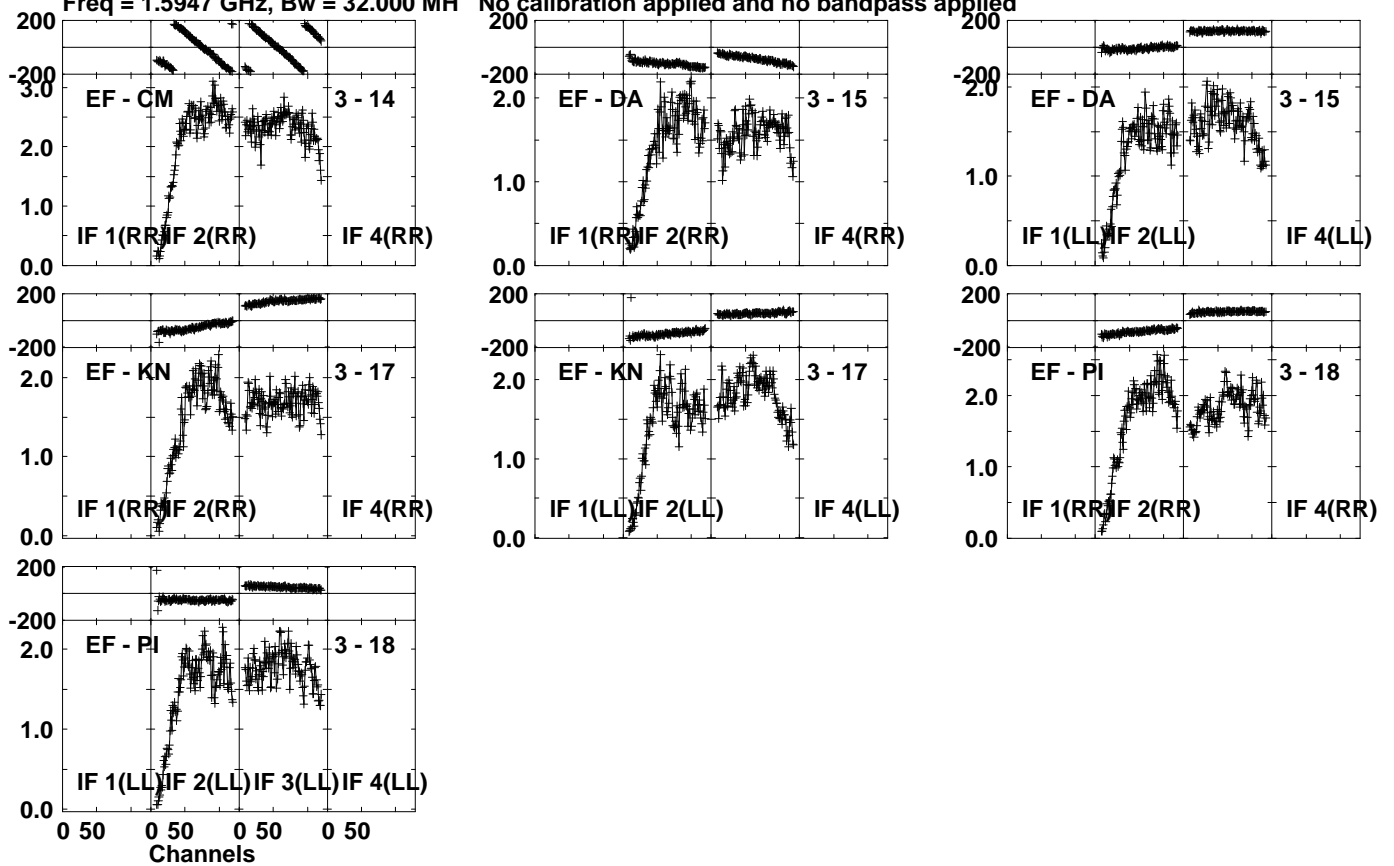 Freq = 1.5947 GHz, Bw = 32.000 MH No calibration applied and no bandpass applied
200
-200
3.0
2.0
1.0
0.0
EF - CM
3 - 14
IF 1(RR)
IF 2(RR)
IF 4(RR)
200
-200
2.0
1.0
0.0
EF - DA
3 - 15
IF 1(RR)
IF 2(RR)
IF 4(RR)
200
-200
2.0
1.0
0.0
EF - DA
3 - 15
IF 1(LL)
IF 2(LL)
IF 4(LL)
200
-200
2.0
1.0
0.0
EF - KN
3 - 17
IF 1(RR)
IF 2(RR)
IF 4(RR)
200
-200
2.0
1.0
0.0
EF - KN
3 - 17
IF 1(LL)
IF 2(LL)
IF 4(LL)
200
-200
2.0
1.0
0.0
EF - PI
3 - 18
IF 1(RR)
IF 2(RR)
IF 4(RR)
200
-200
2.0
1.0
0.0
EF - PI
3 - 18
IF 1(LL)
IF 2(LL)
IF 3(LL)
IF 4(LL)
0 50 0 50 0 50 0 50
Channels